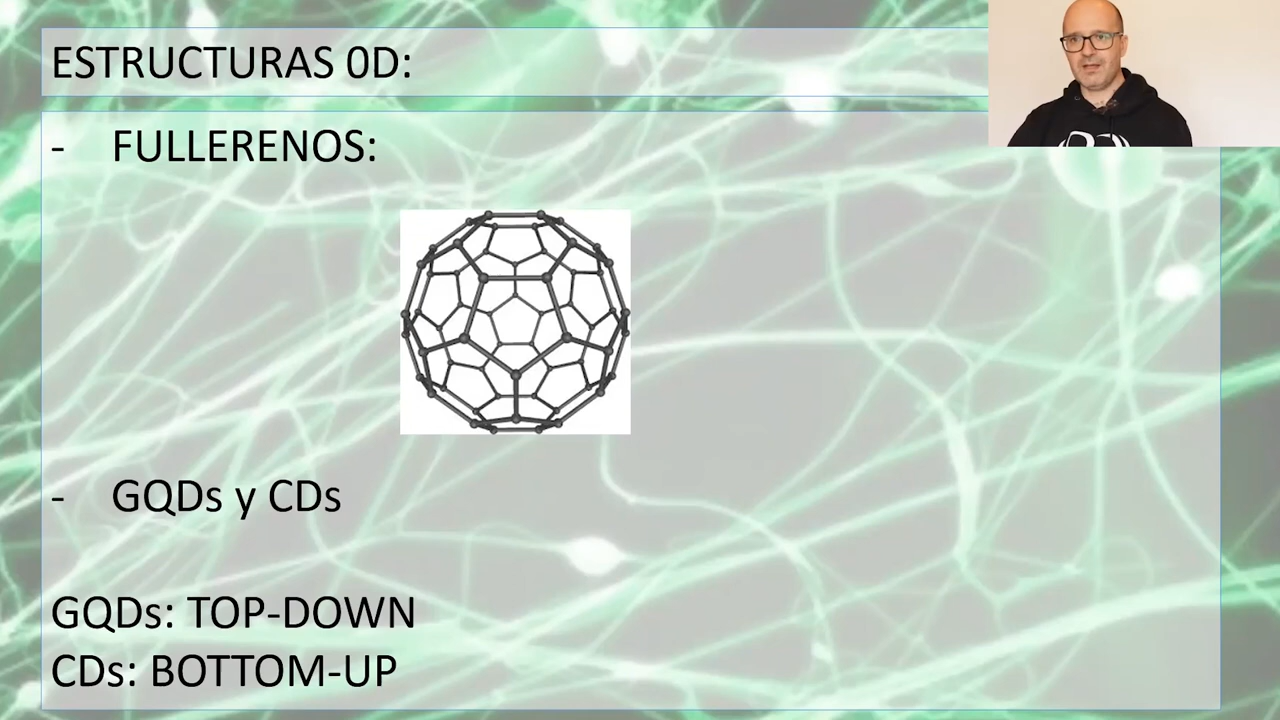 ESTRUCTURAS 0D:
- FULLERENOS:
- GQDs y CDs
GQDs: TOP-DOWN
CDs: BOTTOM-UP